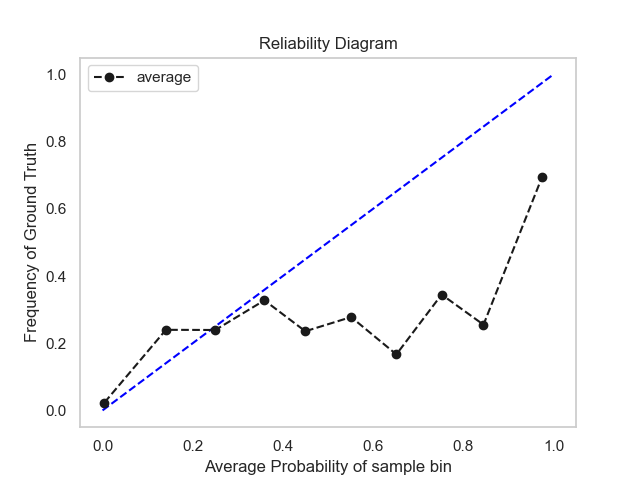 Reliability Diagram
average
1.0
0.8
0.6
0.4
0.2
0.0
Frequency of Ground Truth
0.0 0.2 0.4 0.6 0.8 1.0
Average Probability of sample bin